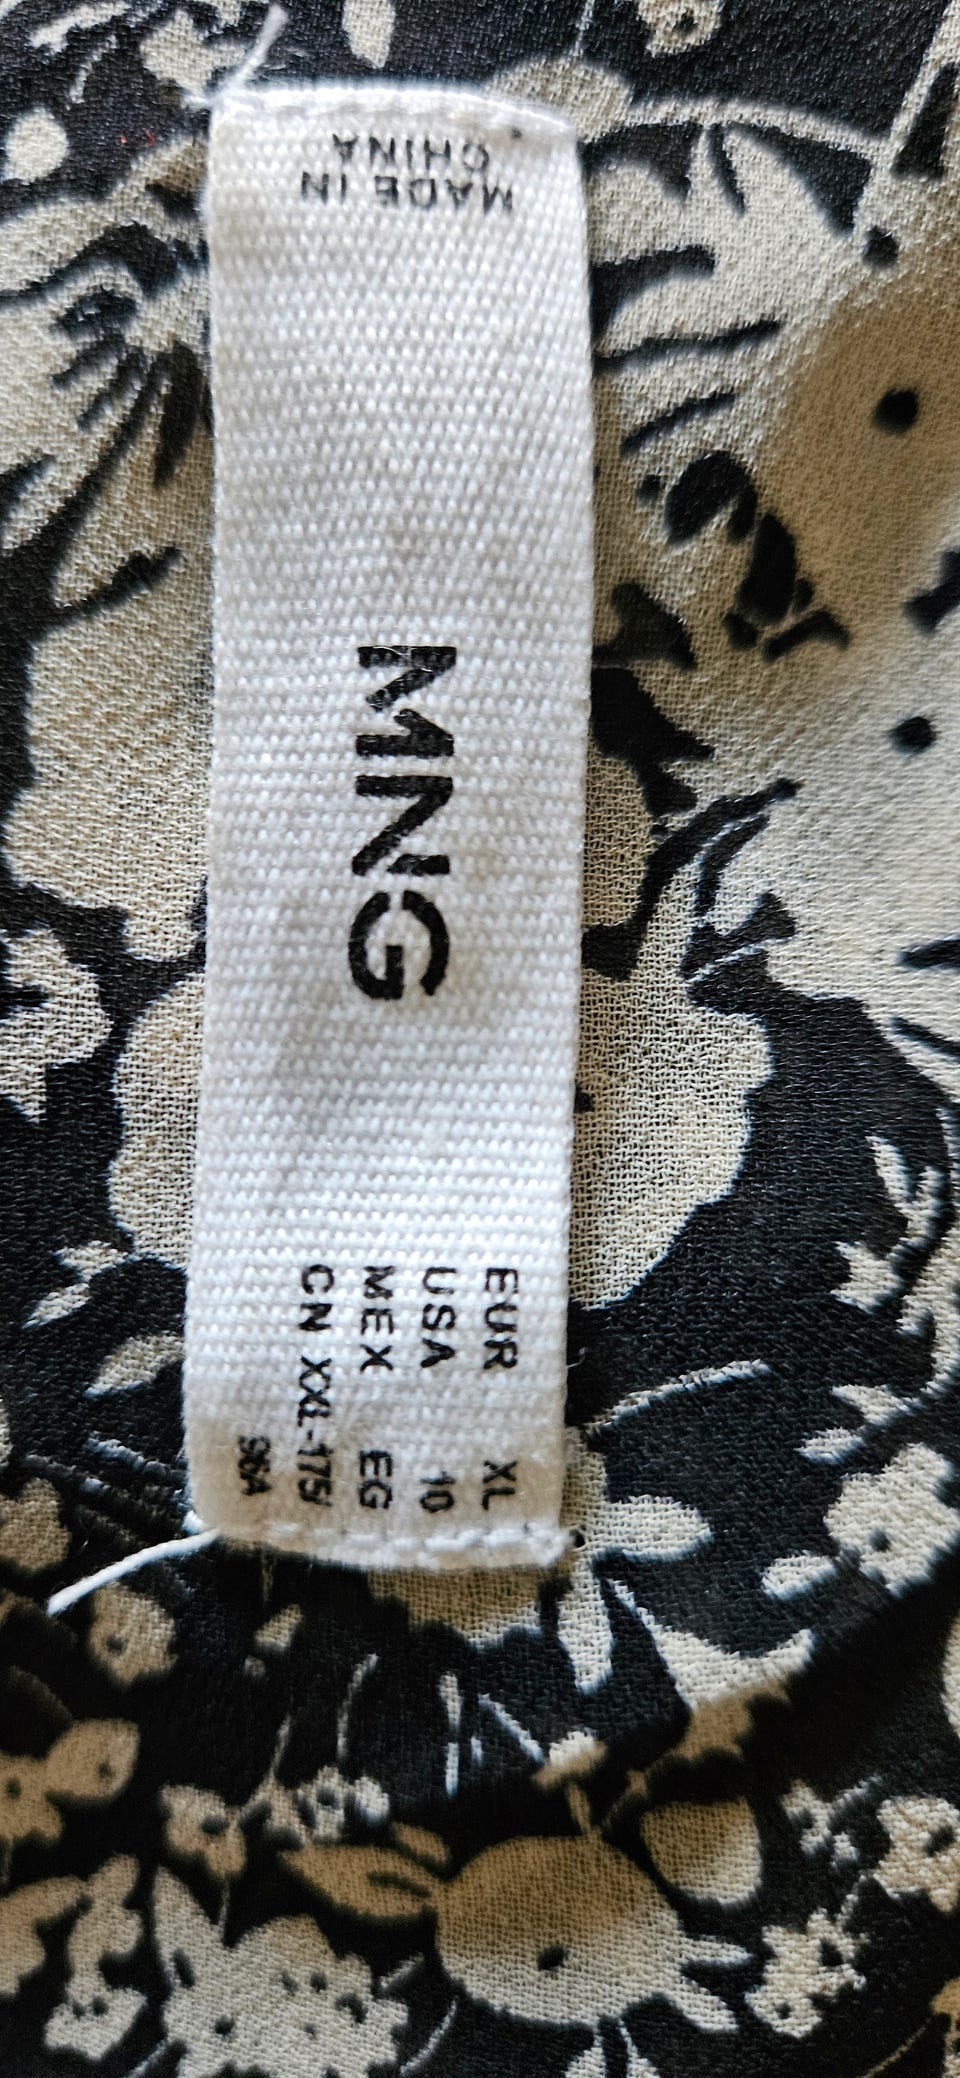 MADE IN
CHINA
MNG
EUR XL
USA 10
MEX EG
CN XXL-175/
96A